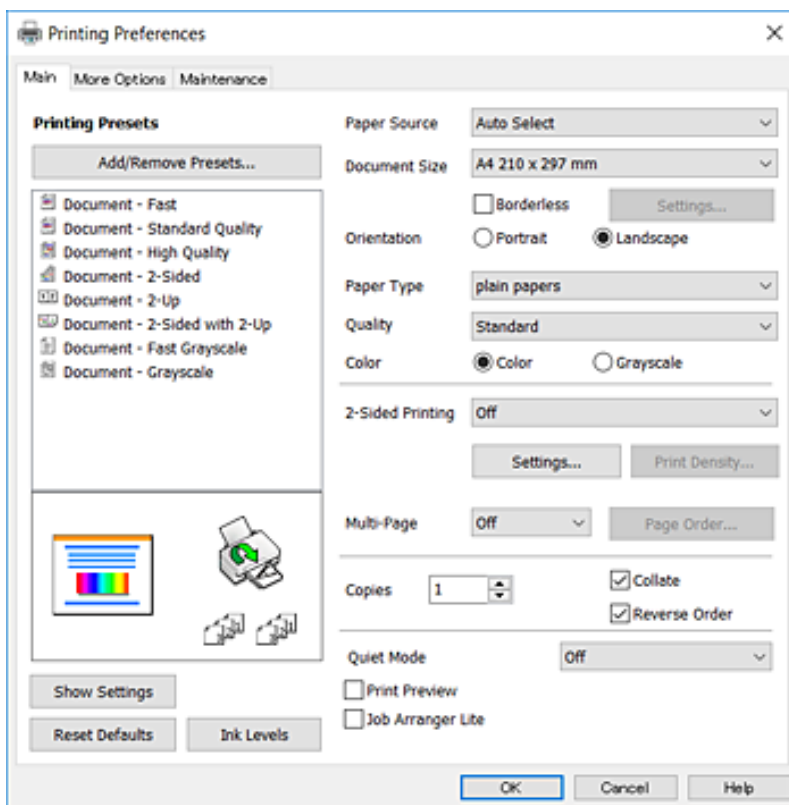 Printing Preferences
Main More Options Maintenance
Printing Presets
Add/Remove Presets...
Document - Fast
Document - Standard Quality
Document - High Quality
Document - 2-Sided
Document - 2-Up
Document - 2-Sided with 2-Up
Document - Fast Grayscale
Document - Grayscale
Show Settings
Reset Defaults Ink Levels
Paper Source Auto Select
Document Size A4 210 x 297 mm
Borderless Settings...
Orientation Portrait Landscape
Paper Type plain papers
Quality Standard
Color Color Grayscale
2-Sided Printing Off
Settings... Print Density...
Multi-Page Off Page Order...
Copies 1 Collate
Reverse Order
Quiet Mode Off
Print Preview
Job Arranger Lite
OK Cancel Help